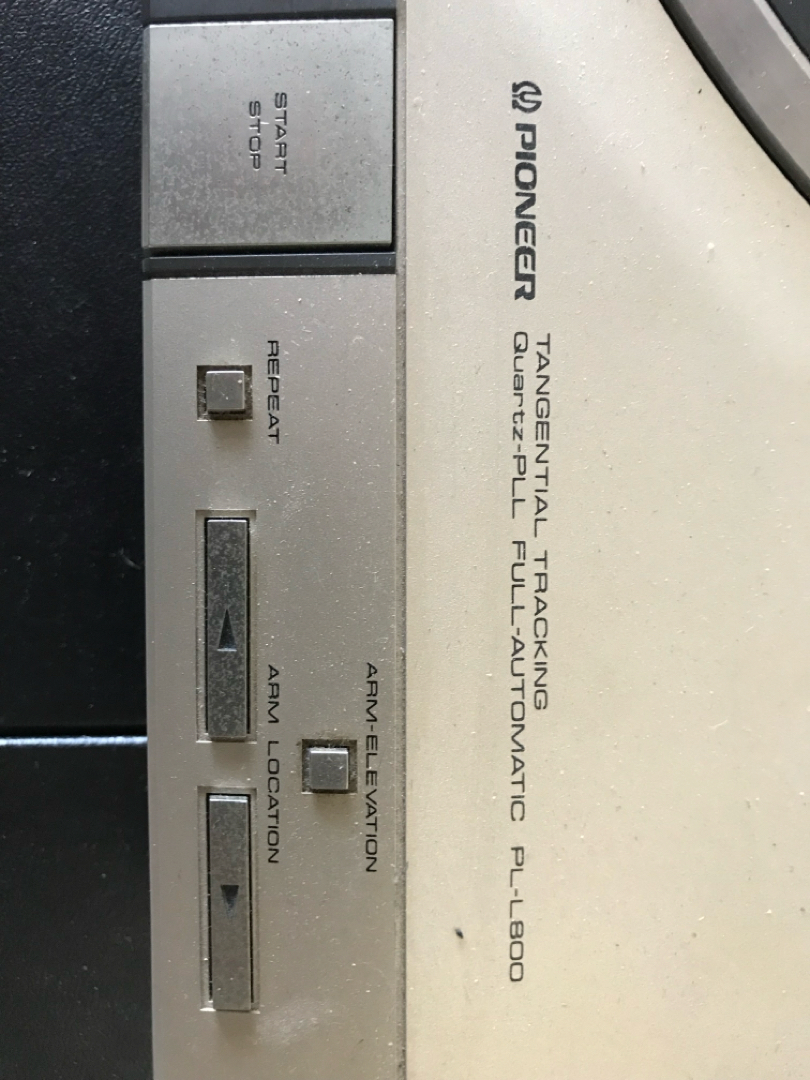 PIONEER
TANGENTIAL TRACKING
Quartz-PLL FULL-AUTOMATIC PL-L800
START
STOP
REPEAT
ARM-ELEVATION
ARM LOCATION